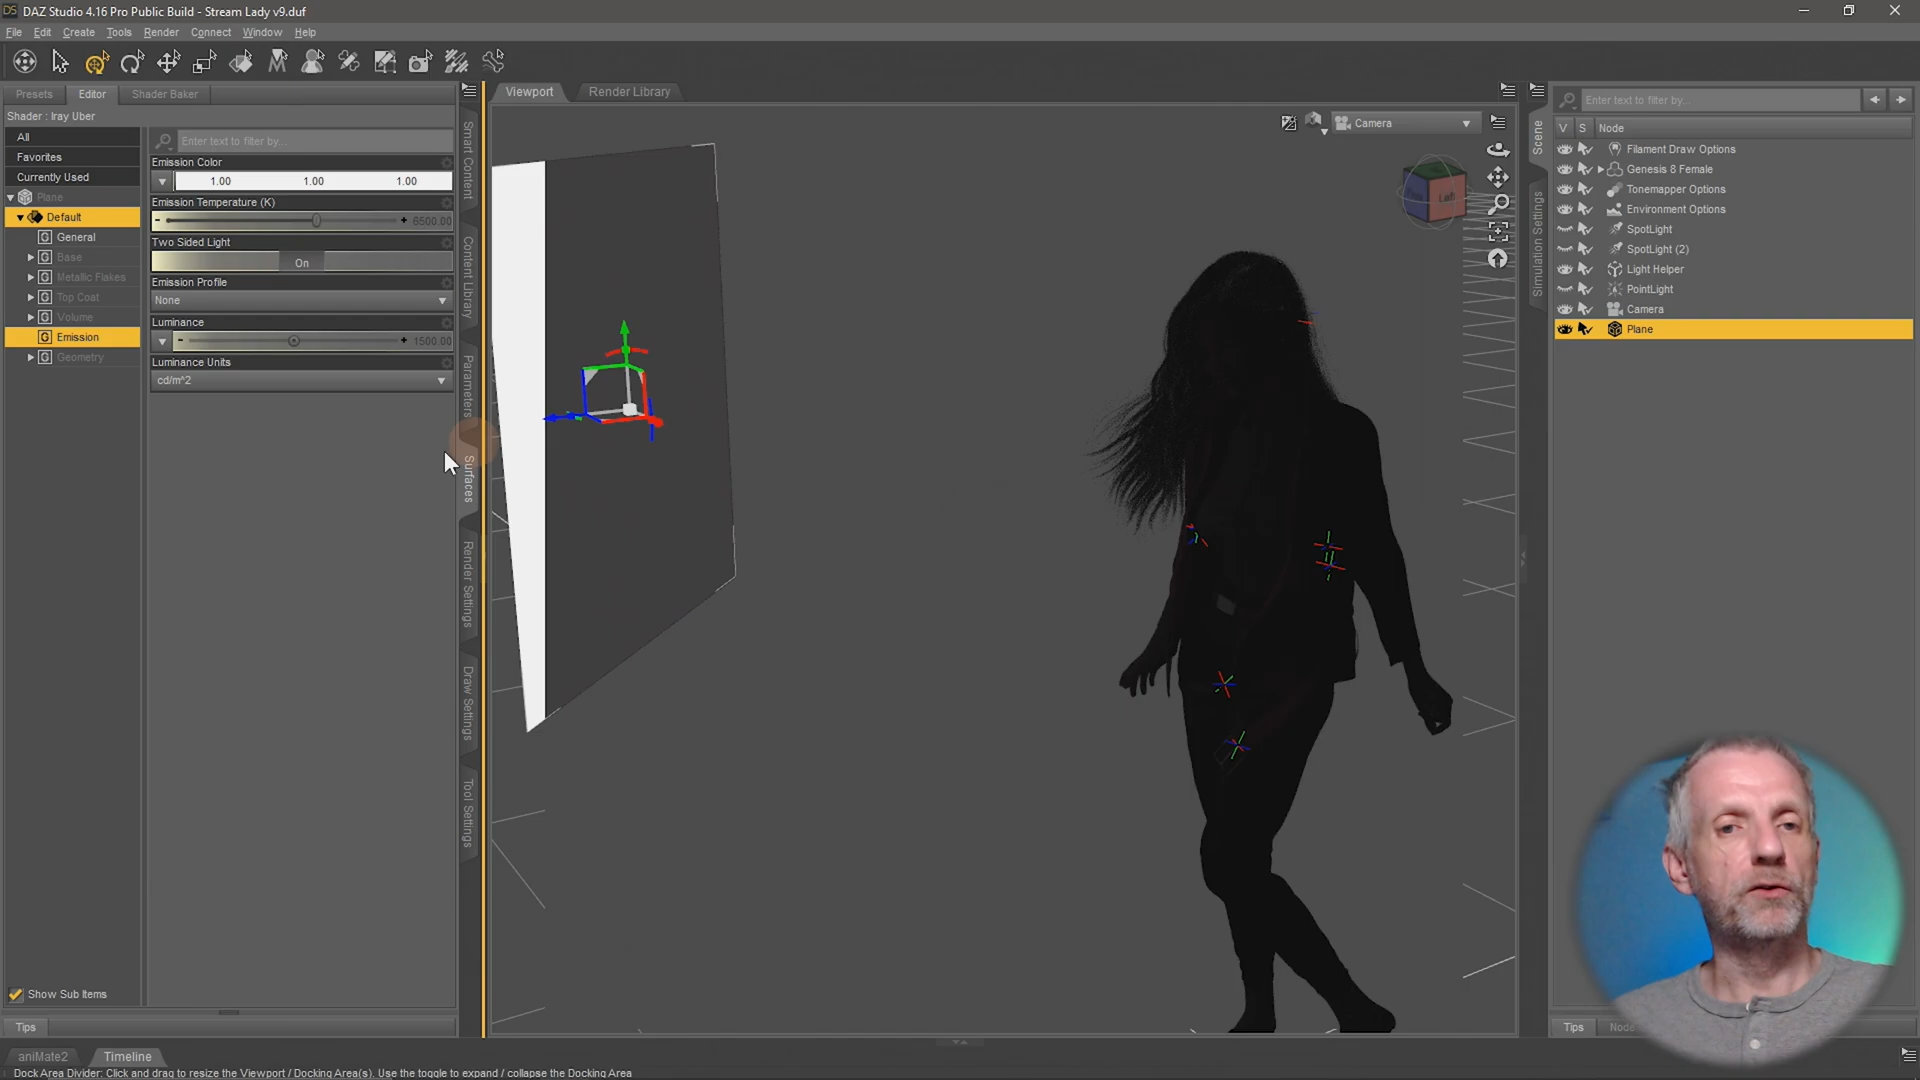 DAZ Studio 4.16 Pro Public Build - Stream Lady v9.duf
File Edit Create Tools Render Connect Window Help
Presets Editor Shader Baker
Shader : Iray Uber
All
Favorites
Currently Used
Plane
Default
General
Base
Metallic Flakes
Top Coat
Volume
Emission
Geometry
Show Sub Items
Tips
Enter text to filter by...
Emission Color
1.00 1.00 1.00
Emission Temperature (K)
6500.00
Two Sided Light
On
Emission Profile
None
Luminance
1500.00
Luminance Units
cd/m^2
Smart Content
Content Library
Parameters
Surfaces
Render Settings
Draw Settings
Tool Settings
Viewport Render Library
Camera
Left
Scene
Simulation Settings
Enter text to filter by...
V S Node
Filament Draw Options
Genesis 8 Female
Tonemapper Options
Environment Options
SpotLight
SpotLight (2)
Light Helper
PointLight
Camera
Plane
Tips Node
aniMate2 Timeline
Dock Area Divider: Click and drag to resize the Viewport / Docking Area(s). Use the toggle to expand / collapse the Docking Area